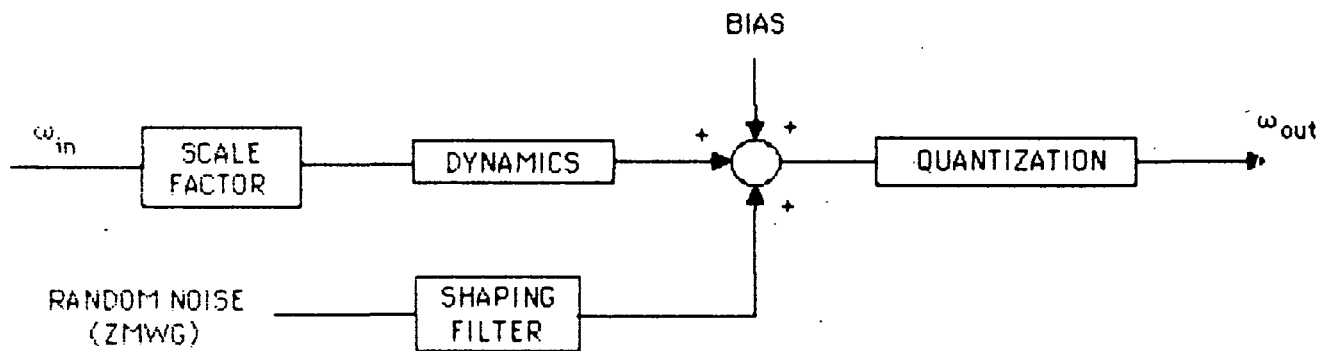 BIAS
ω_in
SCALE
FACTOR
DYNAMICS
+
+
+
QUANTIZATION
ω_out
RANDOM NOISE
(ZMWG)
SHAPING
FILTER